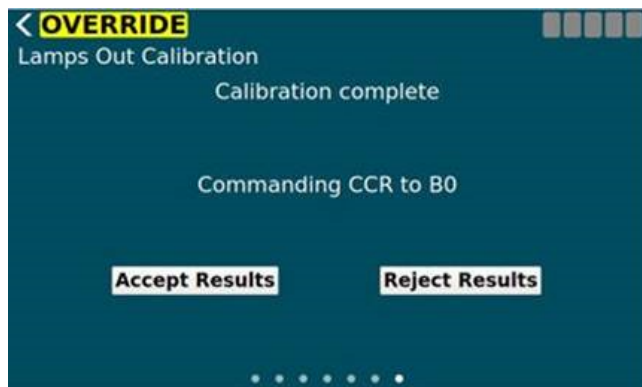 < OVERRIDE
Lamps Out Calibration
Calibration complete
Commanding CCR to B0
Accept Results
Reject Results